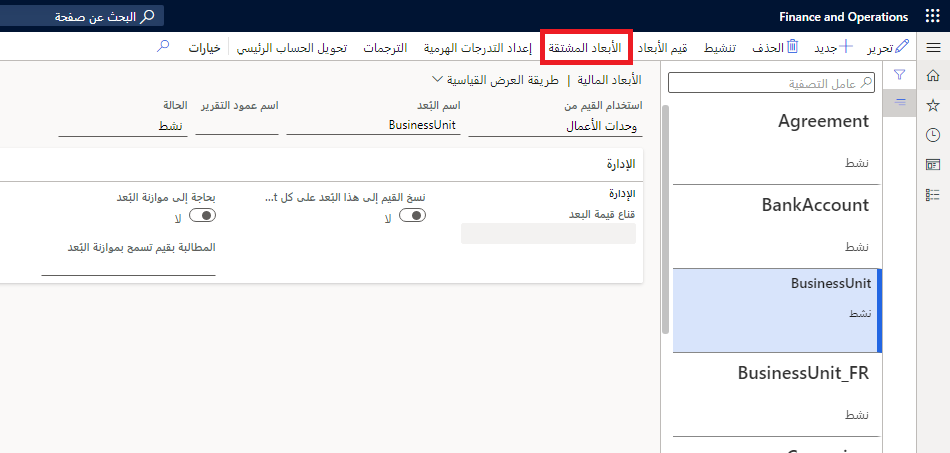 Finance and Operations
البحث عن صفحة
تحرير
جديد
الحذف
تنشيط
قيم الأبعاد
الأبعاد المشتقة
إعداد التدرجات الهرمية
الترجمات
تحويل الحساب الرئيسي
خيارات
عامل التصفية
Agreement
نشط
BankAccount
نشط
BusinessUnit
نشط
BusinessUnit_FR
نشط
الأبعاد المالية | طريقة العرض القياسية
استخدام القيم من
وحدات الأعمال
اسم البُعد
BusinessUnit
اسم عمود التقرير
الحالة
نشط
الإدارة
الإدارة
قناع قيمة البعد
نسخ القيم إلى هذا البُعد على كل t...
لا
بحاجة إلى موازنة البُعد
لا
المطالبة بقيم تسمح بموازنة البُعد